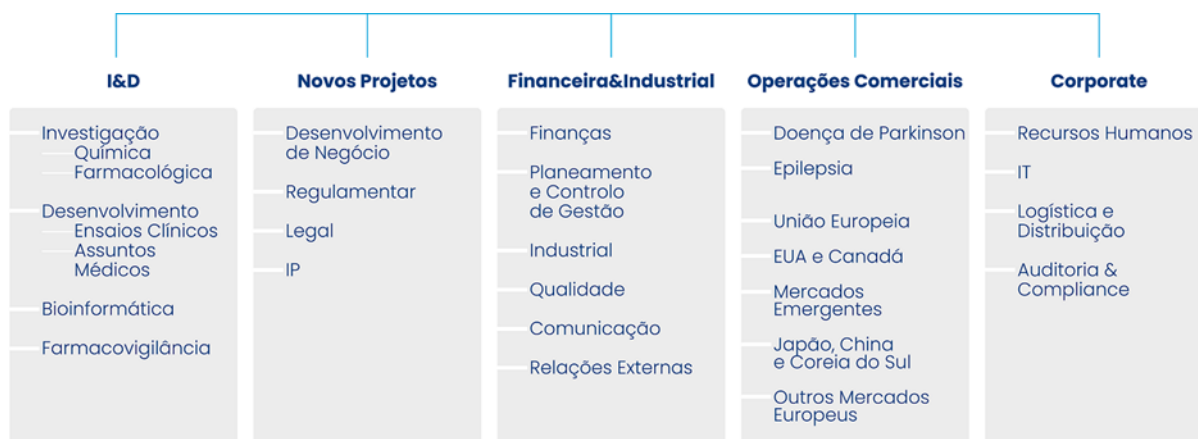 I&D
Investigação
Química
Farmacológica
Desenvolvimento
Ensaios Clínicos
Assuntos
Médicos
Bioinformática
Farmacovigilância
Novos Projetos
Desenvolvimento
de Negócio
Regulamentar
Legal
IP
Financeira&Industrial
Finanças
Planeamento
e Controlo
de Gestão
Industrial
Qualidade
Comunicação
Relações Externas
Operações Comerciais
Doença de Parkinson
Epilepsia
União Europeia
EUA e Canadá
Mercados
Emergentes
Japão, China
e Coreia do Sul
Outros Mercados
Europeus
Corporate
Recursos Humanos
IT
Logística e
Distribuição
Auditoria &
Compliance